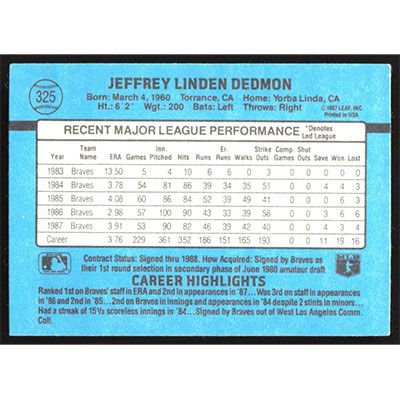 325
JEFFREY LINDEN DEDMON
Born: March 4, 1960 Torrance, CA Home: Yorba Linda, CA
Ht.: 6'2" Wgt.: 200 Bats: Left Throws: Right
© 1987 LEAF, INC.
Printed in USA
RECENT MAJOR LEAGUE PERFORMANCE *Denotes Led League
Year Team Name ERA Games Inn. Pitched Hits Runs Er. Runs Walks Strike Outs Comp. Games Shut Outs Save Won Lost
1983 Braves 13.50 5 4 10 6 6 0 3 0 0 0 0 0
1984 Braves 3.78 54 81 86 39 34 35 51 0 0 4 4 3
1985 Braves 4.08 60 86 84 52 39 49 41 0 0 0 6 3
1986 Braves 2.98 57 100 90 43 33 39 58 0 0 3 6 6
1987 Braves 3.91 53 90 82 46 39 42 40 0 0 4 3 4
Career 3.76 229 361 352 186 151 165 193 0 0 11 19 16
Contract Status: Signed thru 1988. How Acquired: Signed by Braves as
their 1st round selection in secondary phase of June 1980 amateur draft
CAREER HIGHLIGHTS
Ranked 1st on Braves' staff in ERA and 2nd in appearances in '87...Was 3rd on staff in appearances
in '86 and 2nd in '85...2nd on Braves in innings and appearances in '84 despite 2 stints in minors...
Had a streak of 15⅓ scoreless innings in '84...Signed by Braves out of West Los Angeles Comm.
Coll.